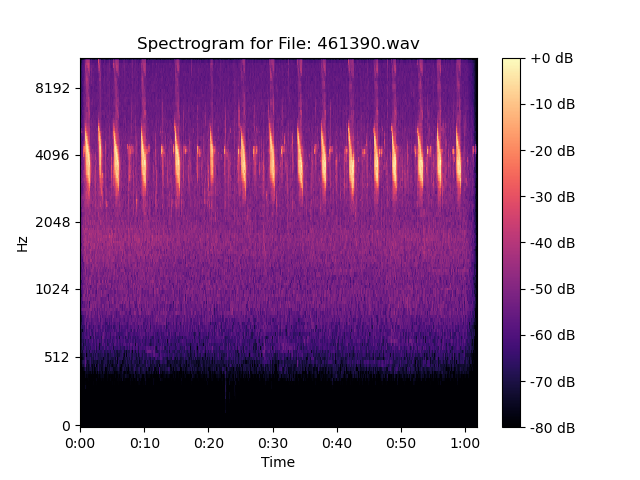 Spectrogram for File: 461390.wav
Hz
8192
4096
2048
1024
512
0
0:00 0:10 0:20 0:30 0:40 0:50 1:00
Time
+0 dB
-10 dB
-20 dB
-30 dB
-40 dB
-50 dB
-60 dB
-70 dB
-80 dB